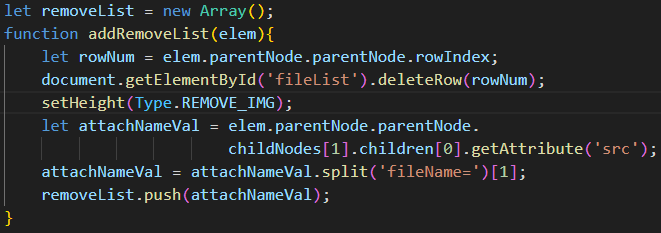 let removeList = new Array();
function addRemoveList(elem){
let rowNum = elem.parentNode.parentNode.rowIndex;
document.getElementById('fileList').deleteRow(rowNum);
setHeight(Type.REMOVE_IMG);
let attachNameVal = elem.parentNode.parentNode.
childNodes[1].children[0].getAttribute('src');
attachNameVal = attachNameVal.split('fileName=')[1];
removeList.push(attachNameVal);
}